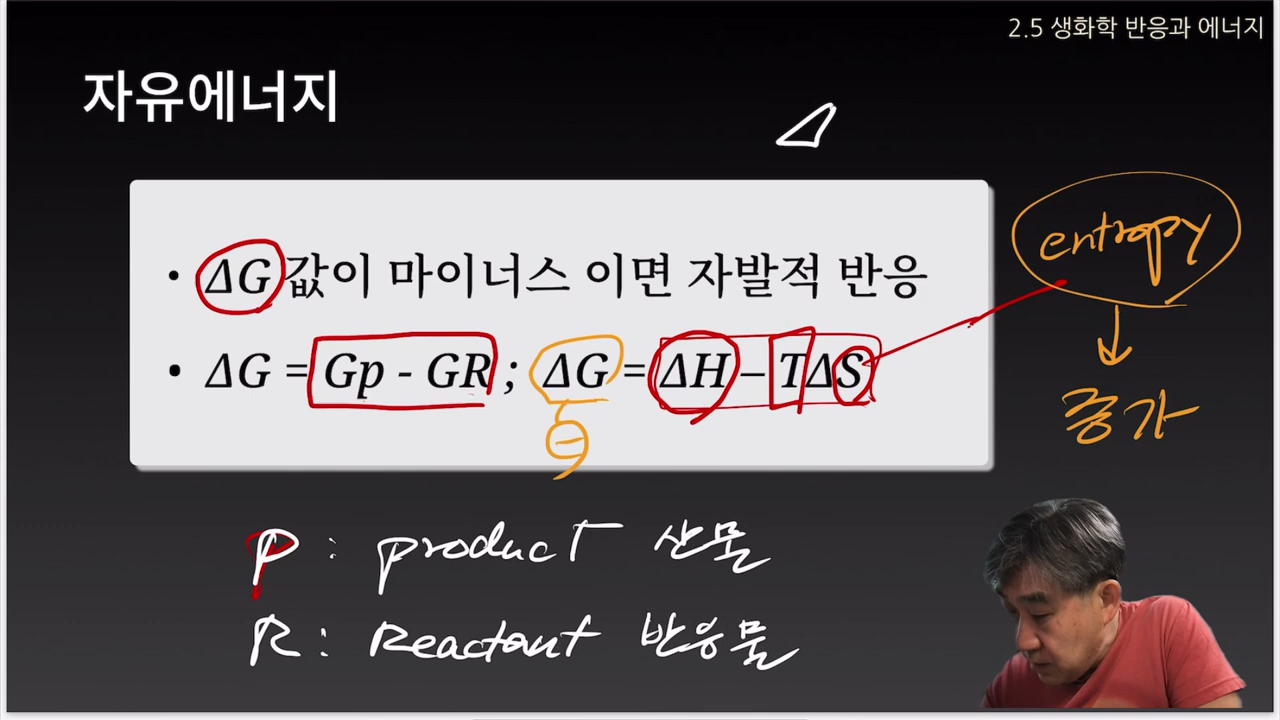 2.5 생화학 반응과 에너지
자유에너지
• ΔG 값이 마이너스 이면 자발적 반응
• ΔG = Gp - GR ; ΔG = ΔH – TΔS
entropy
증가
P : product 산물
R : Reactant 반응물